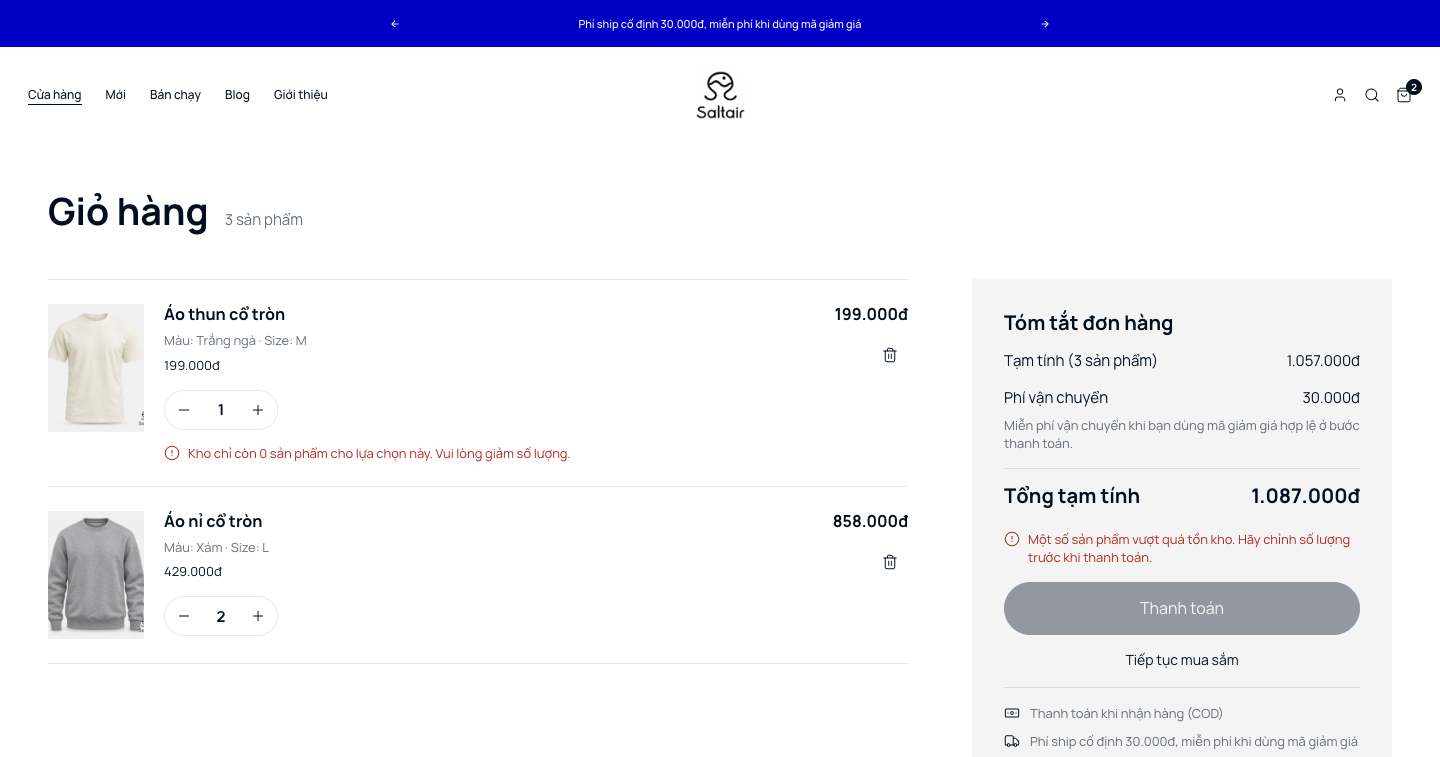 Phí ship cố định 30.000đ, miễn phí khi dùng mã giảm giá
Cửa hàng
Mới
Bán chạy
Blog
Giới thiệu
Saltair
2
Giỏ hàng
3 sản phẩm
Áo thun cổ tròn
199.000đ
Màu: Trắng ngà · Size: M
199.000đ
1
Kho chỉ còn 0 sản phẩm cho lựa chọn này. Vui lòng giảm số lượng.
Áo nỉ cổ tròn
858.000đ
Màu: Xám · Size: L
429.000đ
2
Tóm tắt đơn hàng
Tạm tính (3 sản phẩm)
1.057.000đ
Phí vận chuyển
30.000đ
Miễn phí vận chuyển khi bạn dùng mã giảm giá hợp lệ ở bước
thanh toán.
Tổng tạm tính
1.087.000đ
Một số sản phẩm vượt quá tồn kho. Hãy chỉnh số lượng
trước khi thanh toán.
Thanh toán
Tiếp tục mua sắm
Thanh toán khi nhận hàng (COD)
Phí ship cố định 30.000đ, miễn phí khi dùng mã giảm giá